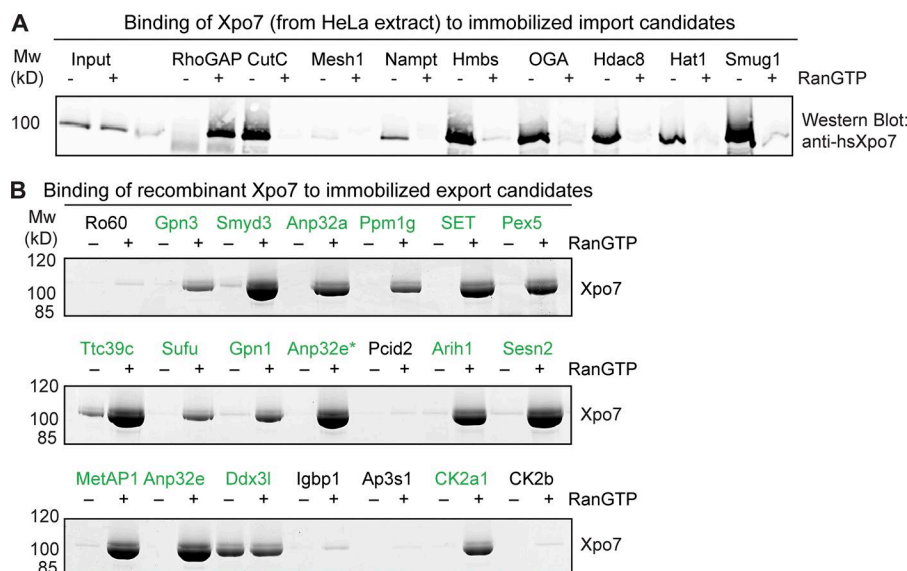 A Binding of Xpo7 (from HeLa extract) to immobilized import candidates
Mw (kD)
Input RhoGAP CutC Mesh1 Nampt Hmbs OGA Hdac8 Hat1 Smug1
- + - + - + - + - + - + - + - + - + - + RanGTP
100
Western Blot:
anti-hsXpo7
B Binding of recombinant Xpo7 to immobilized export candidates
Mw (kD)
Ro60 Gpn3 Smyd3 Anp32a Ppm1g SET Pex5
– + – + – + – + – + – + – + RanGTP
120
100 Xpo7
85
Ttc39c Sufu Gpn1 Anp32e* Pcid2 Arih1 Sesn2
– + – + – + – + – + – + – + RanGTP
120
100 Xpo7
85
MetAP1 Anp32e Ddx3l Igbp1 Ap3s1 CK2a1 CK2b
– + – + – + – + – + – + – + RanGTP
120
100 Xpo7
85